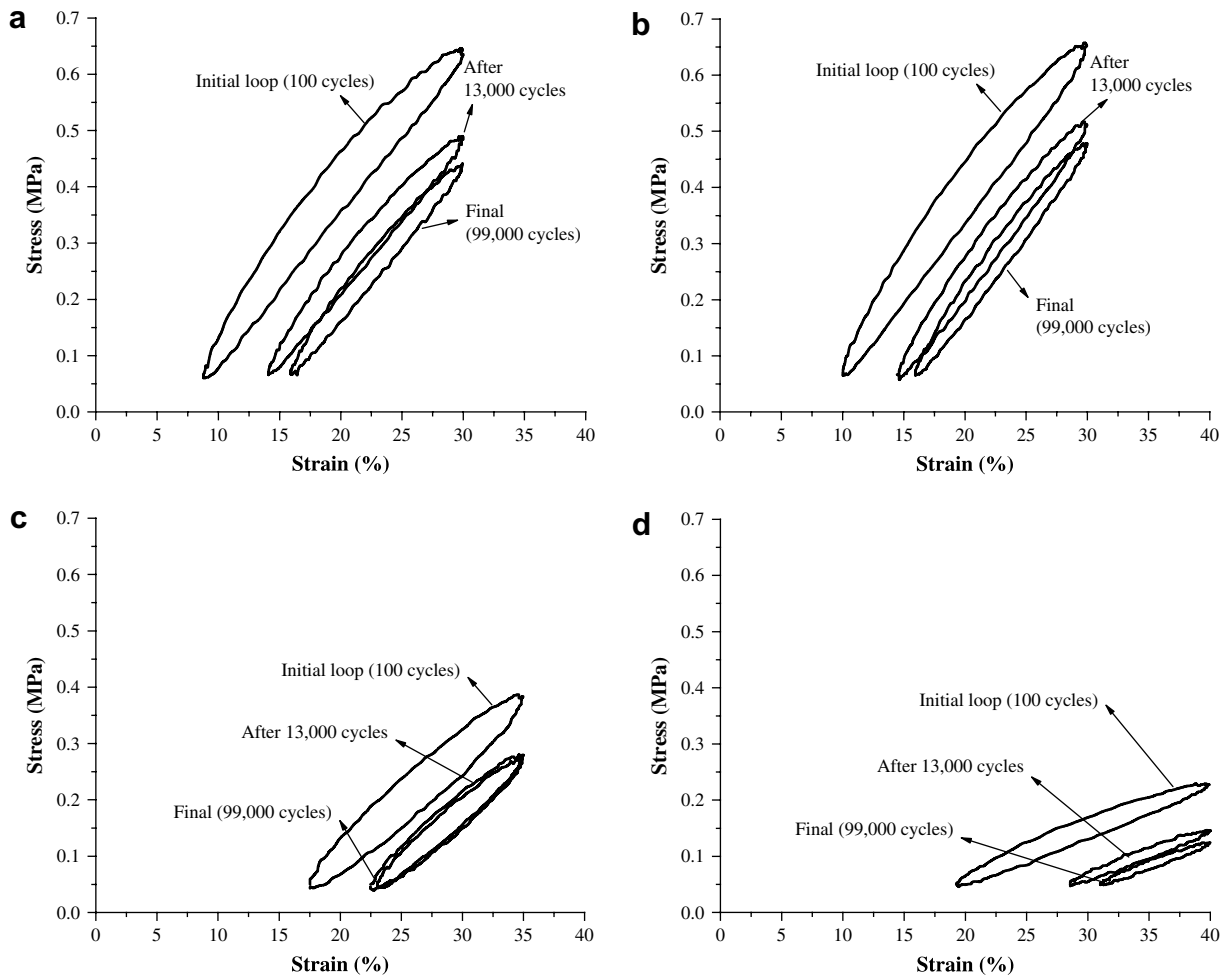 a
0.7
0.6
0.5
0.4
0.3
0.2
0.1
0.0
Stress (MPa)
0 5 10 15 20 25 30 35 40
Strain (%)
Initial loop (100 cycles)
After
13,000 cycles
Final
(99,000 cycles)
b
0.7
0.6
0.5
0.4
0.3
0.2
0.1
0.0
Stress (MPa)
0 5 10 15 20 25 30 35 40
Strain (%)
Initial loop (100 cycles)
After
13,000 cycles
Final
(99,000 cycles)
c
0.7
0.6
0.5
0.4
0.3
0.2
0.1
0.0
Stress (MPa)
0 5 10 15 20 25 30 35 40
Strain (%)
Initial loop (100 cycles)
After 13,000 cycles
Final (99,000 cycles)
d
0.7
0.6
0.5
0.4
0.3
0.2
0.1
0.0
Stress (MPa)
0 5 10 15 20 25 30 35 40
Strain (%)
Initial loop (100 cycles)
After 13,000 cycles
Final (99,000 cycles)